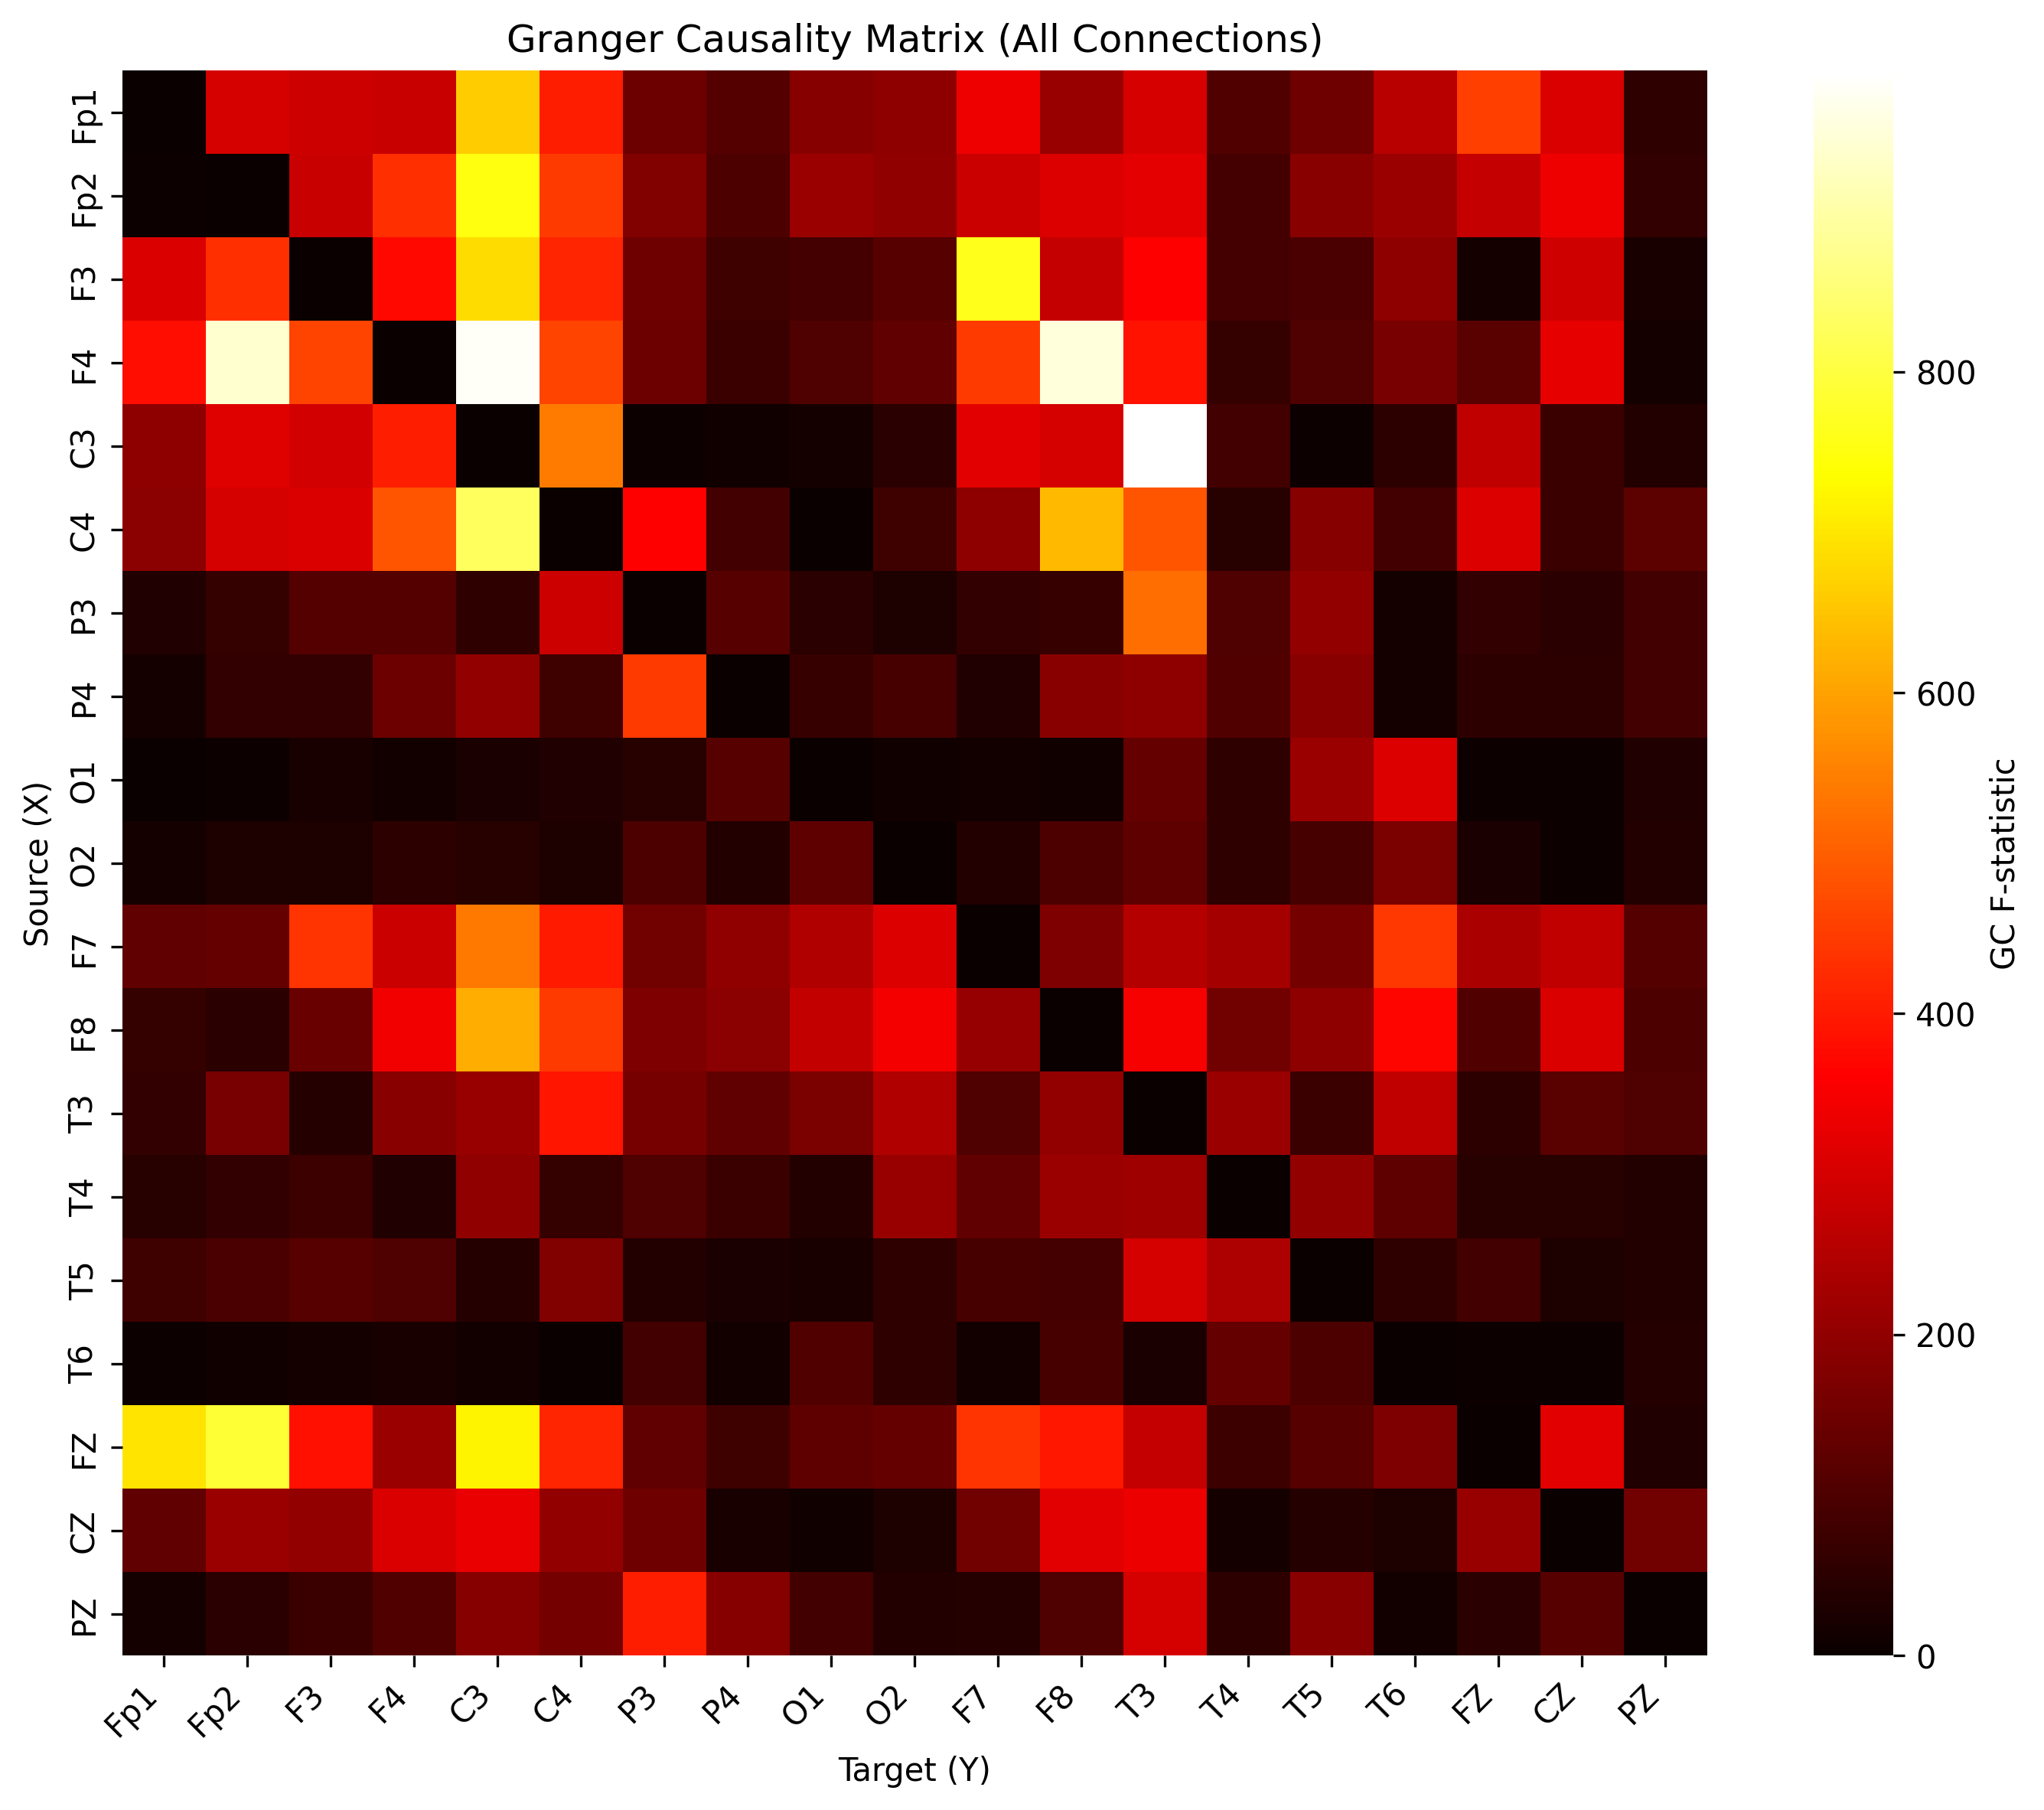 Granger Causality Matrix (All Connections)
Fp1
Fp2
F3
F4
C3
C4
P3
P4
O1
O2
F7
F8
T3
T4
T5
T6
FZ
CZ
PZ
Source (X)
Fp1 Fp2 F3 F4 C3 C4 P3 P4 O1 O2 F7 F8 T3 T4 T5 T6 FZ CZ PZ
Target (Y)
800
600
400
200
0
GC F-statistic